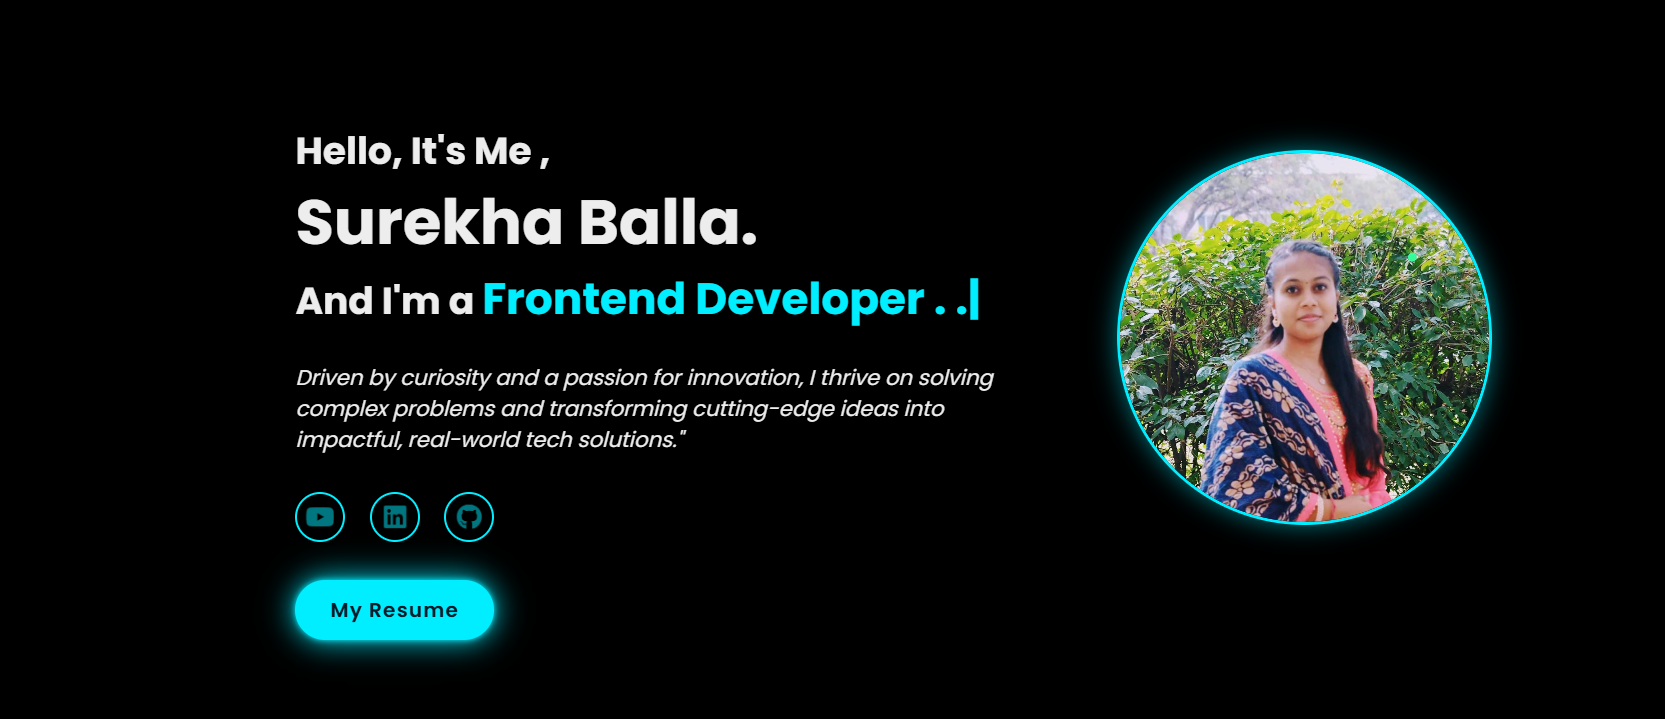 Hello, It's Me ,
Surekha Balla.
And I'm a Frontend Developer . .|
Driven by curiosity and a passion for innovation, I thrive on solving
complex problems and transforming cutting-edge ideas into
impactful, real-world tech solutions."
in
My Resume